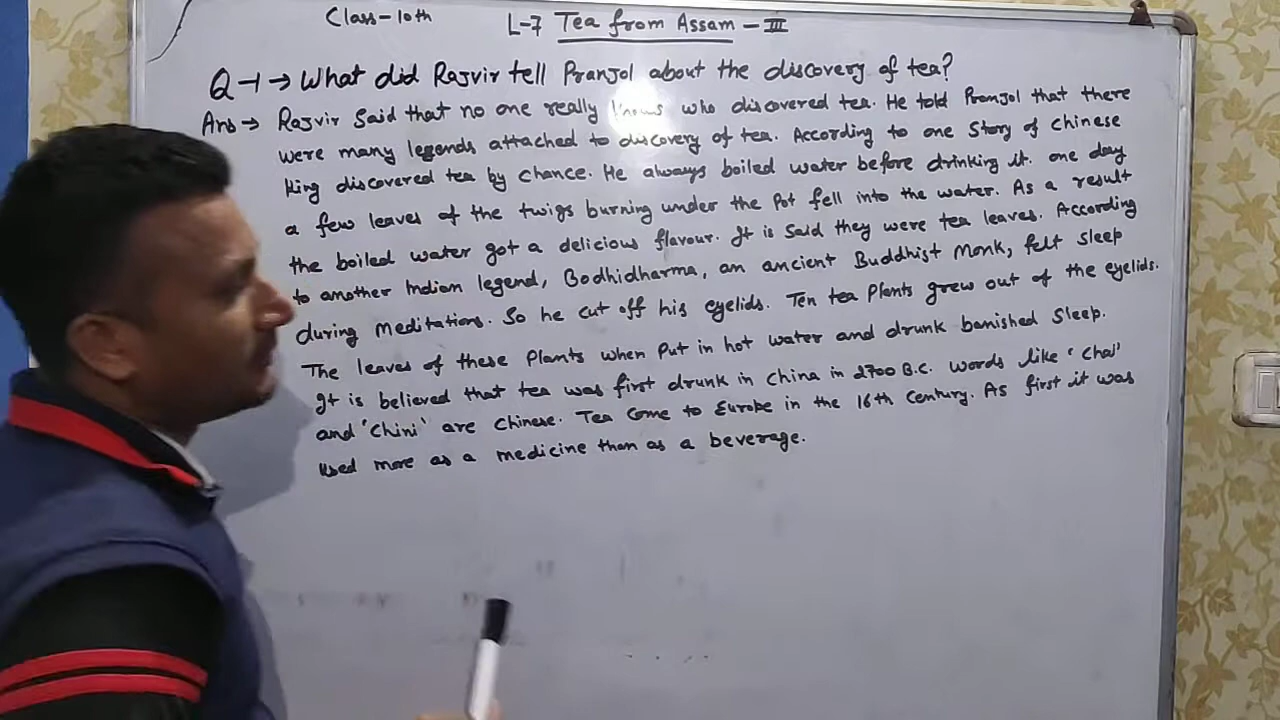 Class-10th
L-7 Tea from Assam - III
Q-1 → What did Rajvir tell Pranjol about the discovery of tea?
Ans → Rajvir Said that no one really knows who discovered tea. He told Pranjol that there
were many legends attached to discovery of tea. According to one Story of Chinese
King discovered tea by chance. He always boiled water before drinking it. one day
a few leaves of the twigs burning under the Pot fell into the water. As a result
the boiled water got a delicious flavour. It is Said they were tea leaves. According
to another Indian legend, Bodhidharma, an ancient Buddhist Monk, felt Sleep
during Meditations. So he cut off his eyelids. Ten tea Plants grew out of the eyelids.
The leaves of these Plants when Put in hot water and drunk banished Sleep.
It is believed that tea was first drunk in China in 2700 B.C. words like 'Chai'
and 'Chini' are Chinese. Tea Come to Europe in the 16th Century. As first it was
Used more as a medicine than as a beverage.